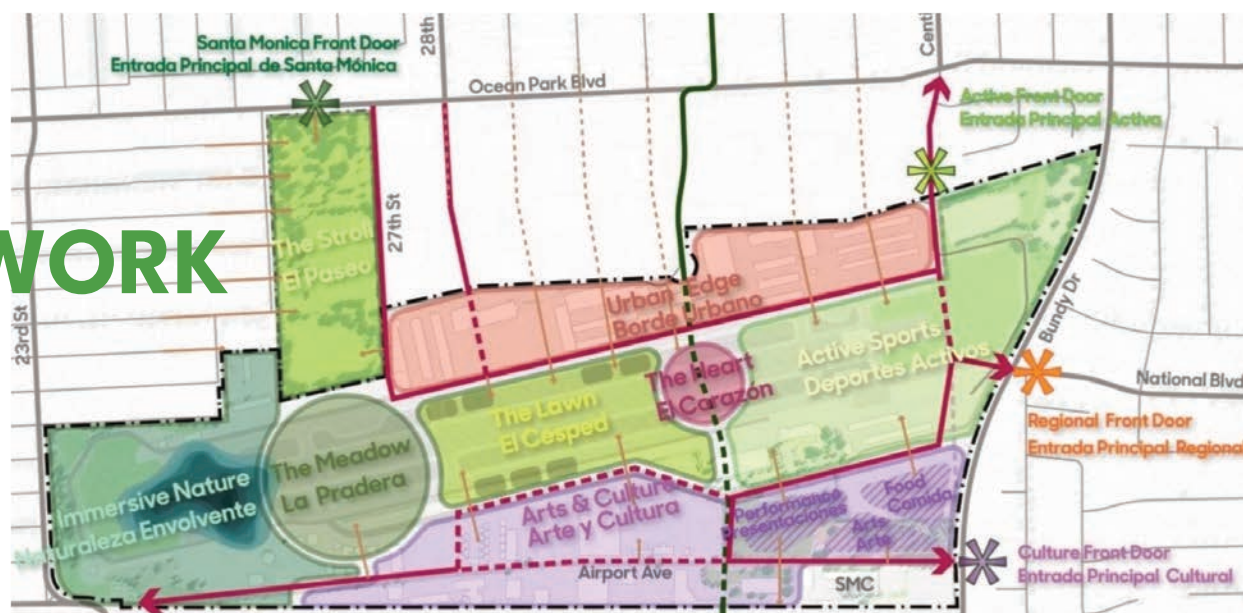 Santa Monica Front Door
Entrada Principal de Santa Mónica
28th
Ocean Park Blvd
Active Front Door
Entrada Principal Activa
WORK
The Stroll
El Paseo
27th St
23rd St
Urban Edge
Borde Urbano
Bundy Dr
National Blvd
The Heart
El Corazón
Active Sports
Deportes Activos
The Lawn
El Césped
Regional Front Door
Entrada Principal Regional
The Meadow
La Pradera
Immersive Nature
Naturaleza Envolvente
Arts & Culture
Arte y Cultura
Performance
Presentaciones
Food
Comida
Arts
Arte
Airport Ave
SMC
Culture Front Door
Entrada Principal Cultural